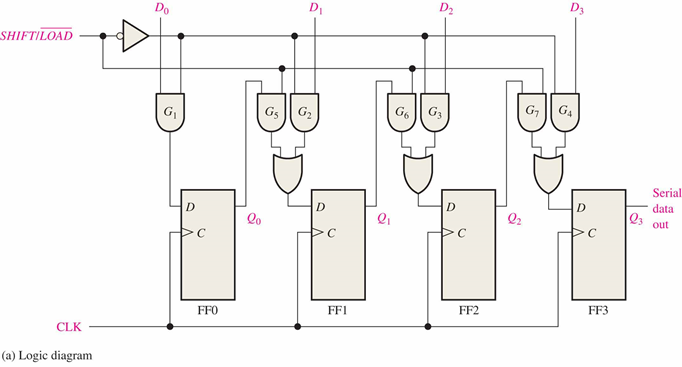 D0 D1 D2 D3
SHIFT/LOAD
G1 G5 G2 G6 G3 G7 G4
D D D D
Q0 Q1 Q2 Q3
Serial
data
out
C C C C
FF0 FF1 FF2 FF3
CLK
(a) Logic diagram